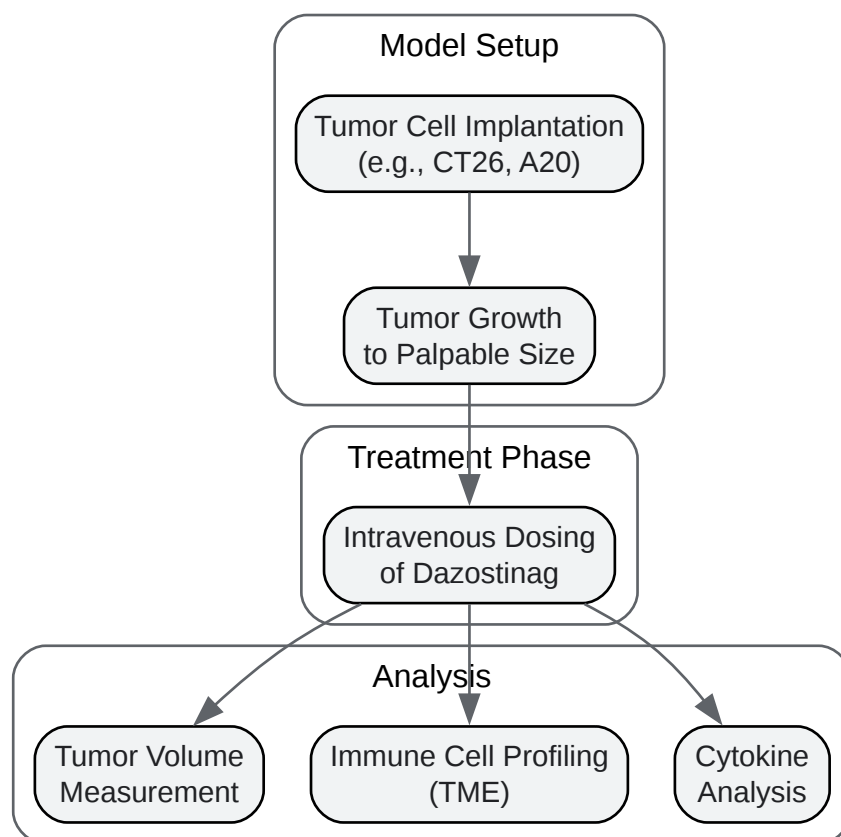 Model Setup
Tumor Cell Implantation
(e.g., CT26, A20)
Tumor Growth
to Palpable Size
Treatment Phase
Intravenous Dosing
of Dazostinag
Analysis
Tumor Volume
Measurement
Immune Cell Profiling
(TME)
Cytokine
Analysis